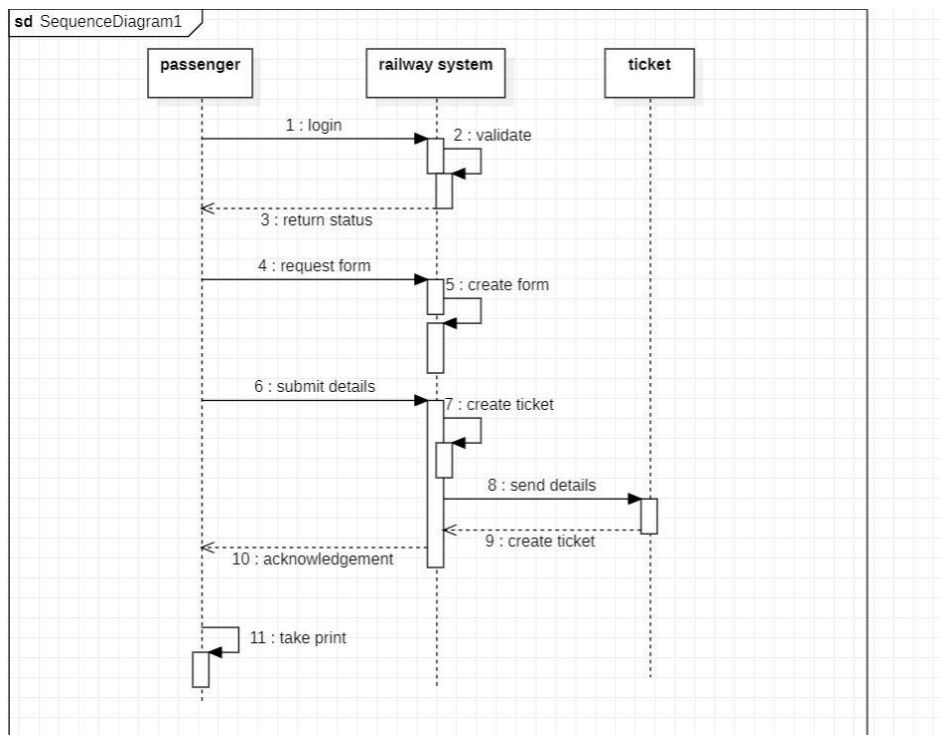 sd SequenceDiagram1
passenger
railway system
ticket
1 : login
2 : validate
3 : return status
4 : request form
5 : create form
6 : submit details
7 : create ticket
8 : send details
9 : create ticket
10 : acknowledgement
11 : take print